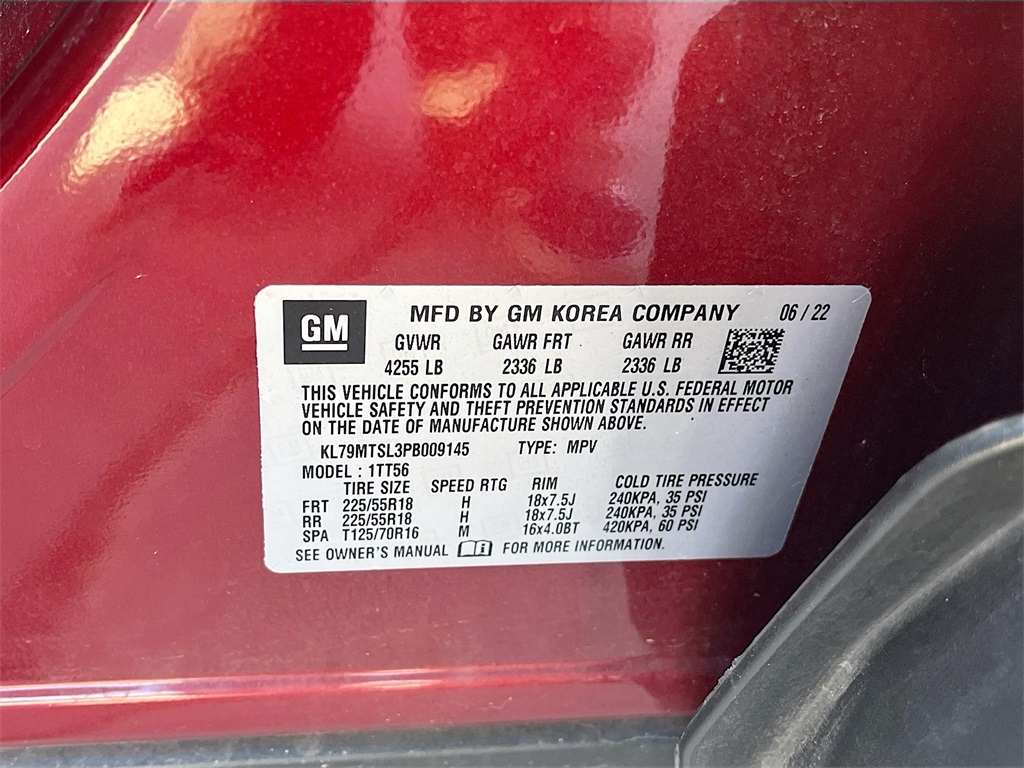 GM MFD BY GM KOREA COMPANY 06 / 22
GVWR GAWR FRT GAWR RR
4255 LB 2336 LB 2336 LB
THIS VEHICLE CONFORMS TO ALL APPLICABLE U.S. FEDERAL MOTOR
VEHICLE SAFETY AND THEFT PREVENTION STANDARDS IN EFFECT
ON THE DATE OF MANUFACTURE SHOWN ABOVE.
KL79MTSL3PB009145 TYPE: MPV
MODEL : 1TT56
TIRE SIZE SPEED RTG RIM COLD TIRE PRESSURE
FRT 225/55R18 H 18x7.5J 240KPA, 35 PSI
RR 225/55R18 H 18x7.5J 240KPA, 35 PSI
SPA T125/70R16 M 16x4.0BT 420KPA, 60 PSI
SEE OWNER'S MANUAL FOR MORE INFORMATION.